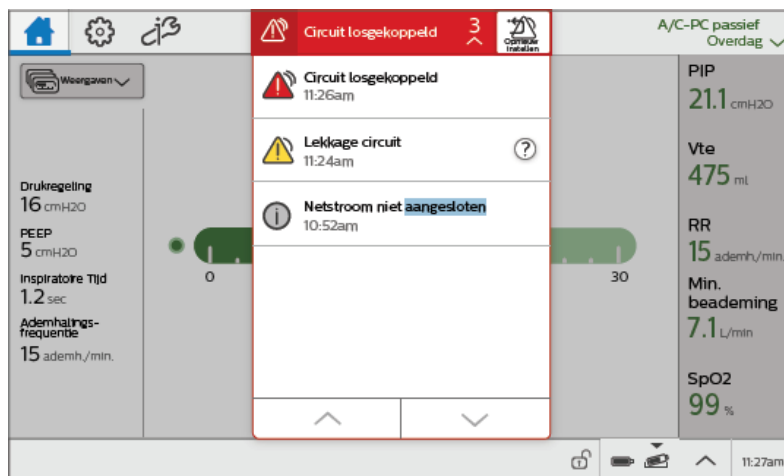 Circuit losgekoppeld
3
Opnieuw
instellen
A/C-PC passief
Overdag
Weergaven
Circuit losgekoppeld
11:26am
Lekkage circuit
11:24am
?
Netstroom niet aangesloten
10:52am
Drukregeling
16 cmH2O
PEEP
5 cmH2O
Inspiratoire Tijd
1.2 sec
Ademhalings-
frequentie
15 ademh./min.
0
30
PIP
21.1 cmH2O
Vte
475 ml
RR
15 ademh./min.
Min.
beademing
7.1 L/min
SpO2
99 %
11:27am